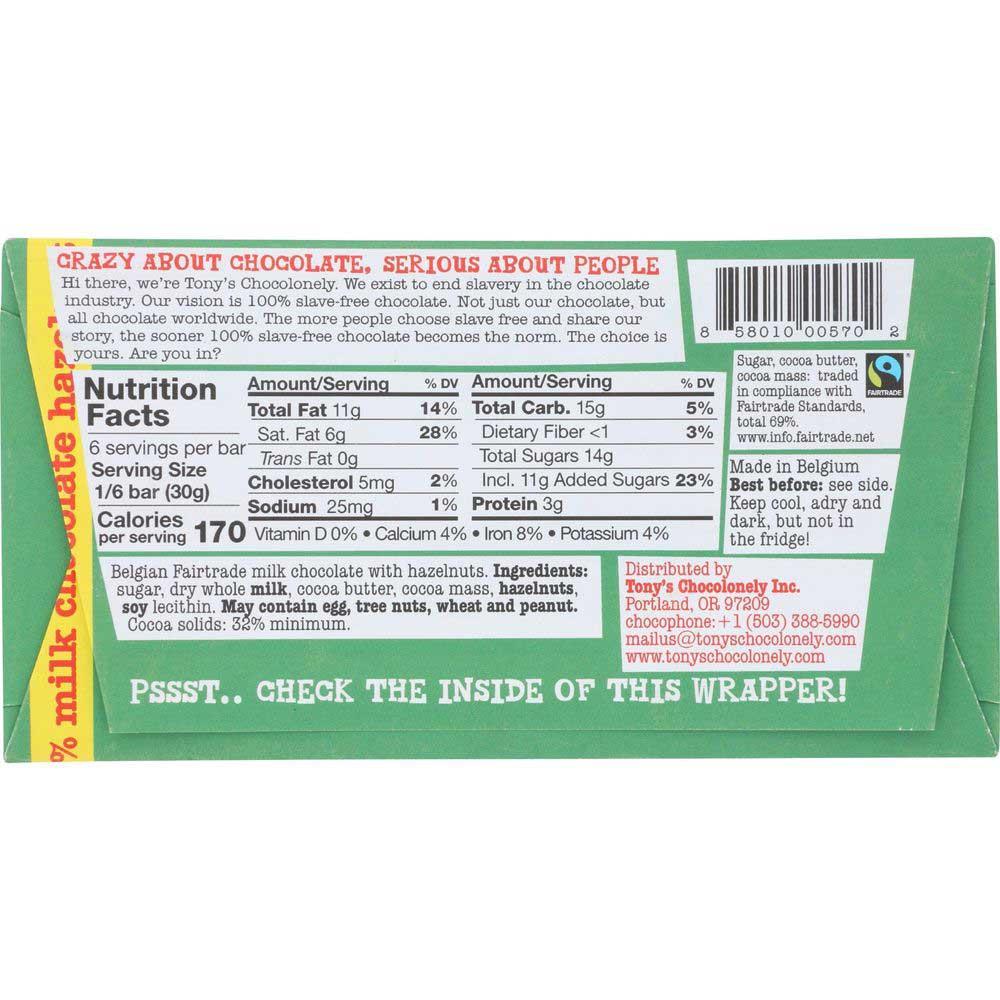 % milk chocolate haze
CRAZY ABOUT CHOCOLATE, SERIOUS ABOUT PEOPLE
Hi there, we're Tony's Chocolonely. We exist to end slavery in the chocolate
industry. Our vision is 100% slave-free chocolate. Not just our chocolate, but
all chocolate worldwide. The more people choose slave free and share our
story, the sooner 100% slave-free chocolate becomes the norm. The choice is
yours. Are you in?
8 58010 00570 2
Sugar, cocoa butter,
cocoa mass: traded
in compliance with
Fairtrade Standards,
total 69%.
www.info.fairtrade.net
FAIRTRADE
Nutrition
Facts
6 servings per bar
Serving Size
1/6 bar (30g)
Calories
per serving 170
Amount/Serving % DV
Total Fat 11g 14%
Sat. Fat 6g 28%
Trans Fat 0g
Cholesterol 5mg 2%
Sodium 25mg 1%
Amount/Serving % DV
Total Carb. 15g 5%
Dietary Fiber <1 3%
Total Sugars 14g
Incl. 11g Added Sugars 23%
Protein 3g
Vitamin D 0% • Calcium 4% • Iron 8% • Potassium 4%
Made in Belgium
Best before: see side.
Keep cool, adry and
dark, but not in
the fridge!
Belgian Fairtrade milk chocolate with hazelnuts. Ingredients:
sugar, dry whole milk, cocoa butter, cocoa mass, hazelnuts,
soy lecithin. May contain egg, tree nuts, wheat and peanut.
Cocoa solids: 32% minimum.
Distributed by
Tony's Chocolonely Inc.
Portland, OR 97209
chocophone: +1 (503) 388-5990
mailus@tonyschocolonely.com
www.tonyschocolonely.com
PSSST.. CHECK THE INSIDE OF THIS WRAPPER!